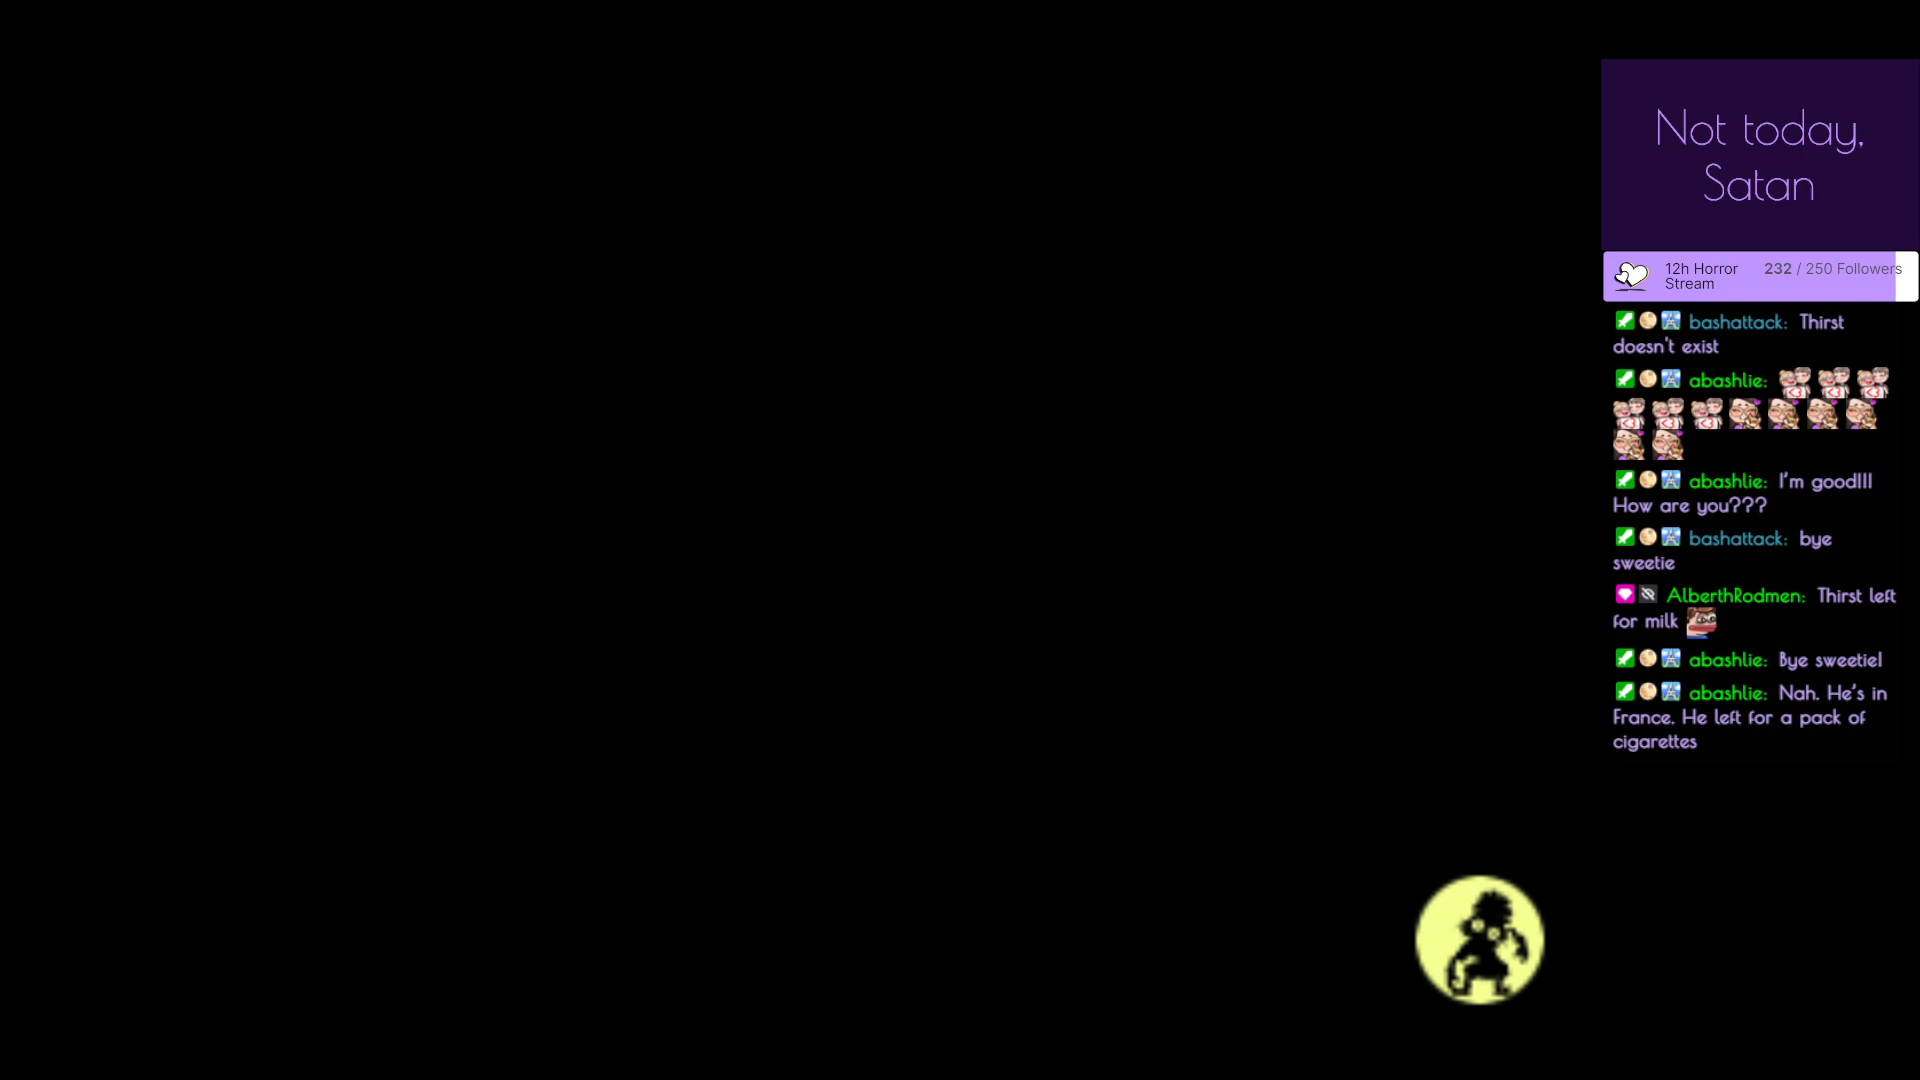 Not today,
Satan
12h Horror 232 / 250 Followers
Stream
bashattack: Thirst
doesn't exist
abashlie:
abashlie: I'm good!!!
How are you???
bashattack: bye
sweetie
AlberthRodmen: Thirst left
for milk
abashlie: Bye sweetie!
abashlie: Nah. He's in
France. He left for a pack of
cigarettes